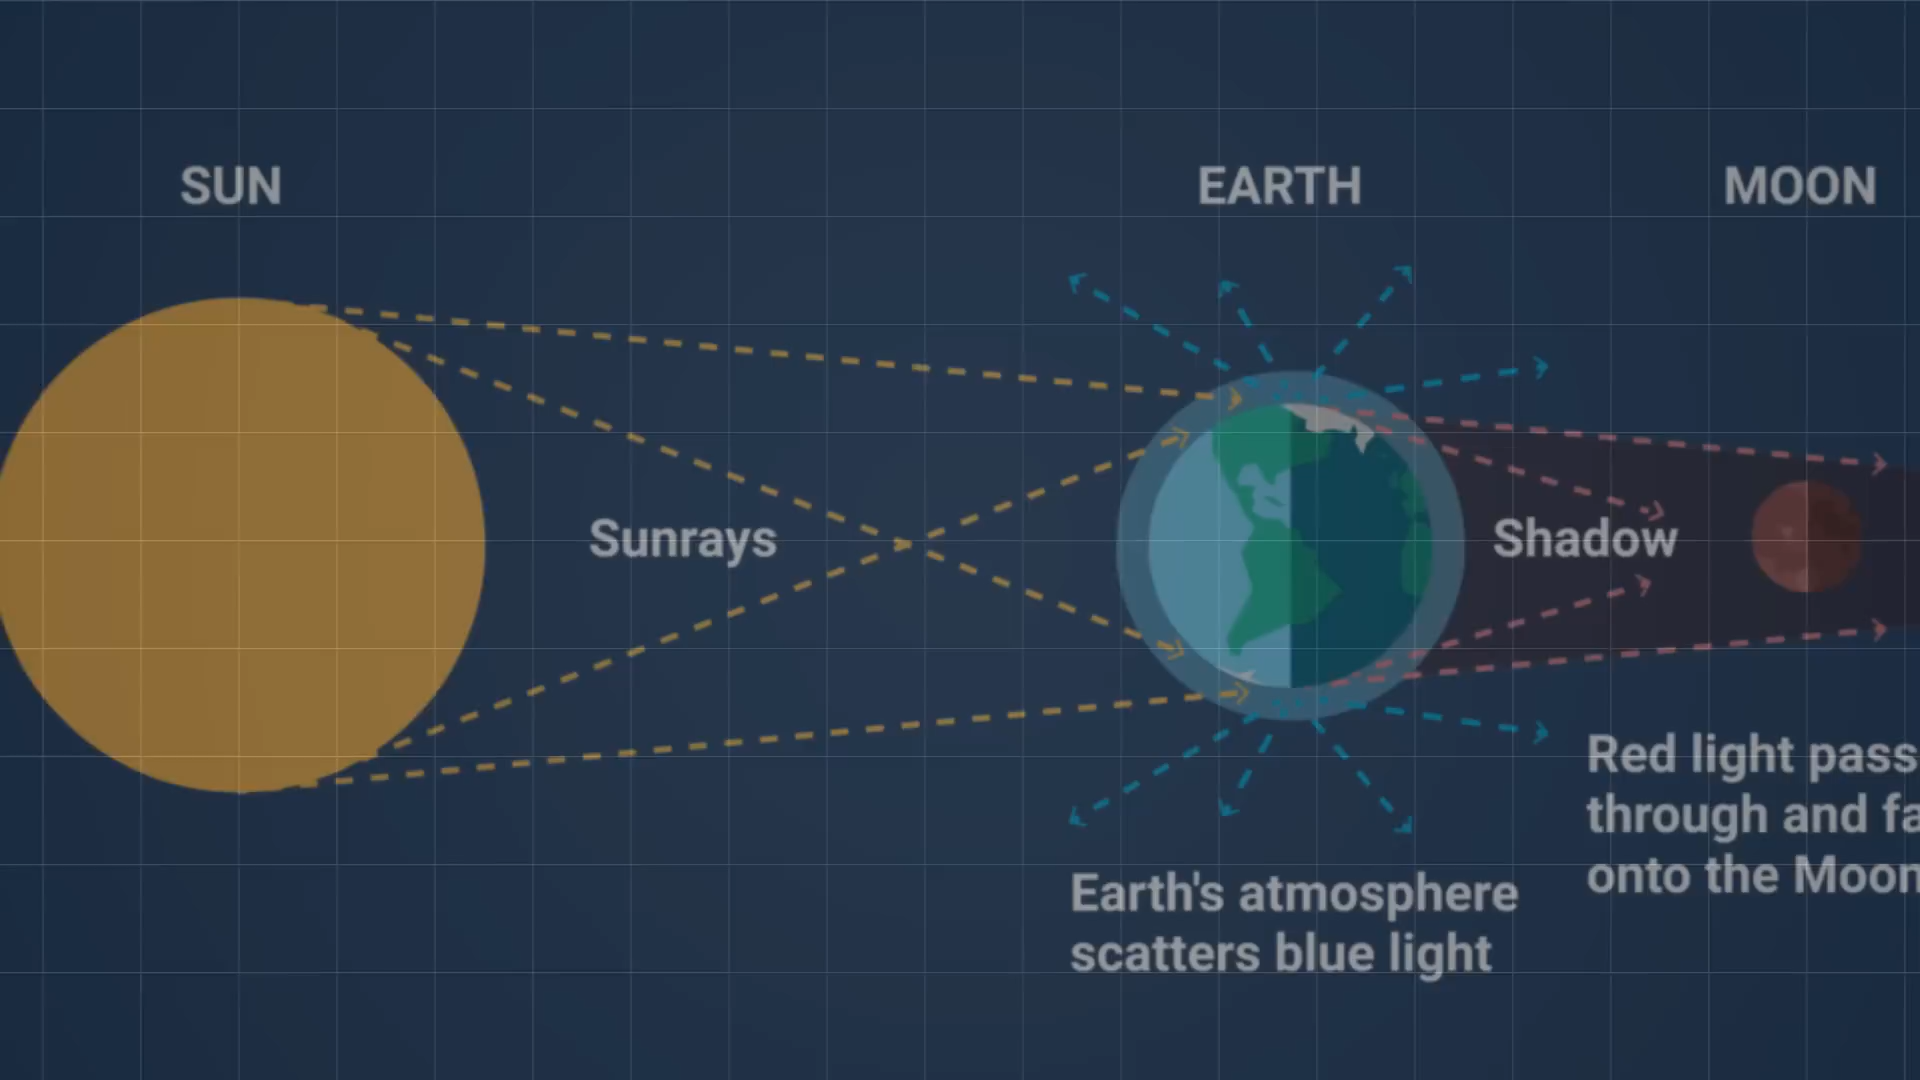 SUN
EARTH
MOON
Sunrays
Shadow
Red light pass
through and fa
onto the Moon
Earth's atmosphere
scatters blue light